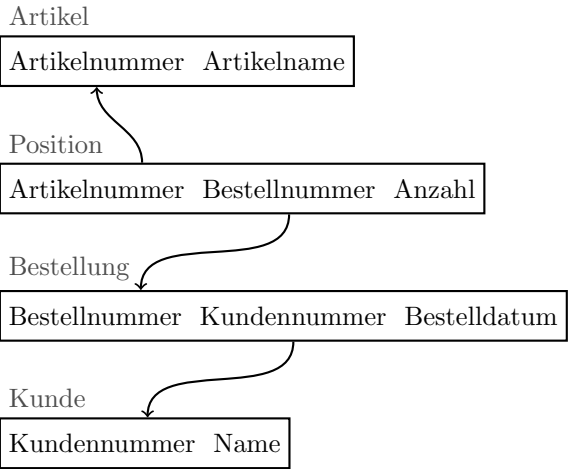 Artikel
Artikelnummer Artikelname
Position
Artikelnummer Bestellnummer Anzahl
Bestellung
Bestellnummer Kundennummer Bestelldatum
Kunde
Kundennummer Name